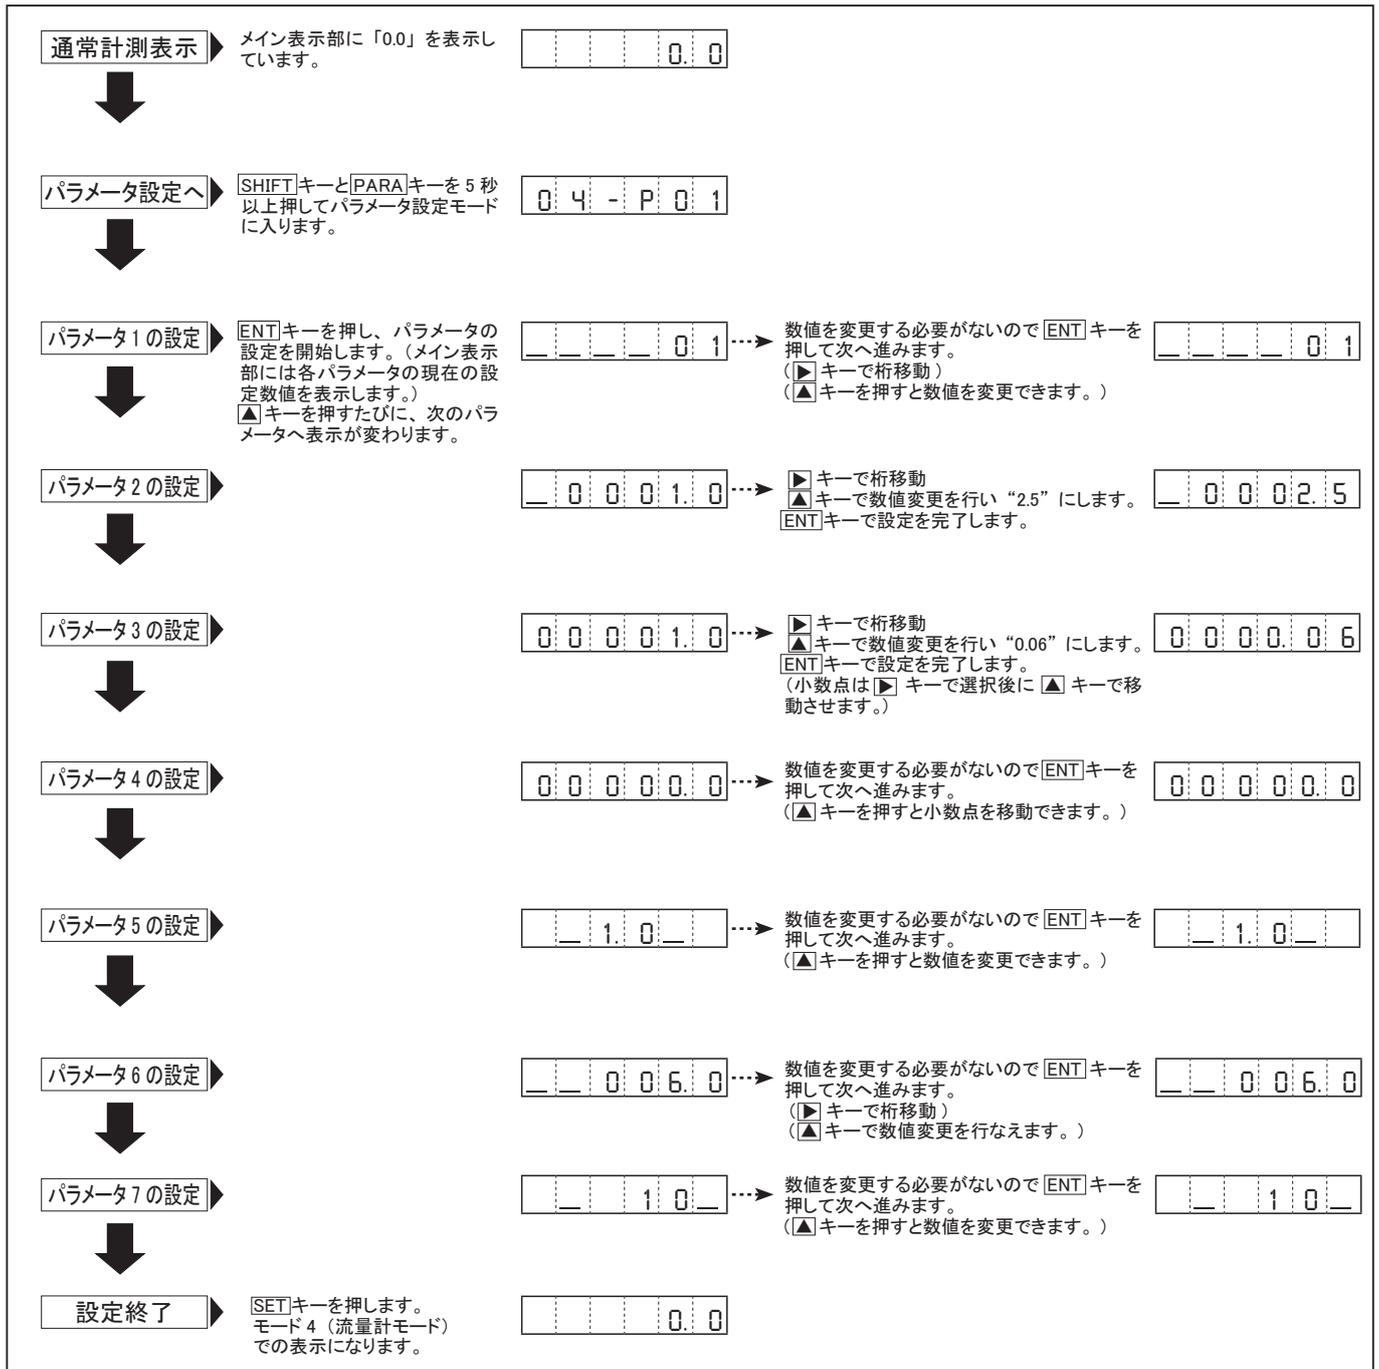 通常計測表示
メイン表示部に「0.0」を表示し
ています。
0.0
パラメータ設定へ
SHIFTキーとPARAキーを5秒
以上押してパラメータ設定モード
に入ります。
04-P01
パラメータ1の設定
ENTキーを押し、パラメータの
設定を開始します。(メイン表示
部には各パラメータの現在の設
定数値を表示します。)
▲キーを押すたびに、次のパラ
メータへ表示が変わります。
____01
数値を変更する必要がないのでENTキーを
押して次へ進みます。
(▶キーで桁移動)
(▲キーを押すと数値を変更できます。)
____01
パラメータ2の設定
_0001.0
▶キーで桁移動
▲キーで数値変更を行い“2.5”にします。
ENTキーで設定を完了します。
_0002.5
パラメータ3の設定
00001.0
▶キーで桁移動
▲キーで数値変更を行い“0.06”にします。
ENTキーで設定を完了します。
(小数点は▶キーで選択後に▲キーで移
動させます。)
0000.06
パラメータ4の設定
00000.0
数値を変更する必要がないのでENTキーを
押して次へ進みます。
(▲キーを押すと小数点を移動できます。)
00000.0
パラメータ5の設定
_1.0_
数値を変更する必要がないのでENTキーを
押して次へ進みます。
(▲キーを押すと数値を変更できます。)
_1.0_
パラメータ6の設定
__006.0
数値を変更する必要がないのでENTキーを
押して次へ進みます。
(▶キーで桁移動)
(▲キーで数値変更を行なえます。)
__006.0
パラメータ7の設定
_ 10_
数値を変更する必要がないのでENTキーを
押して次へ進みます。
(▲キーを押すと数値を変更できます。)
_ 10_
設定終了
SETキーを押します。
モード4(流量計モード)
での表示になります。
0.0